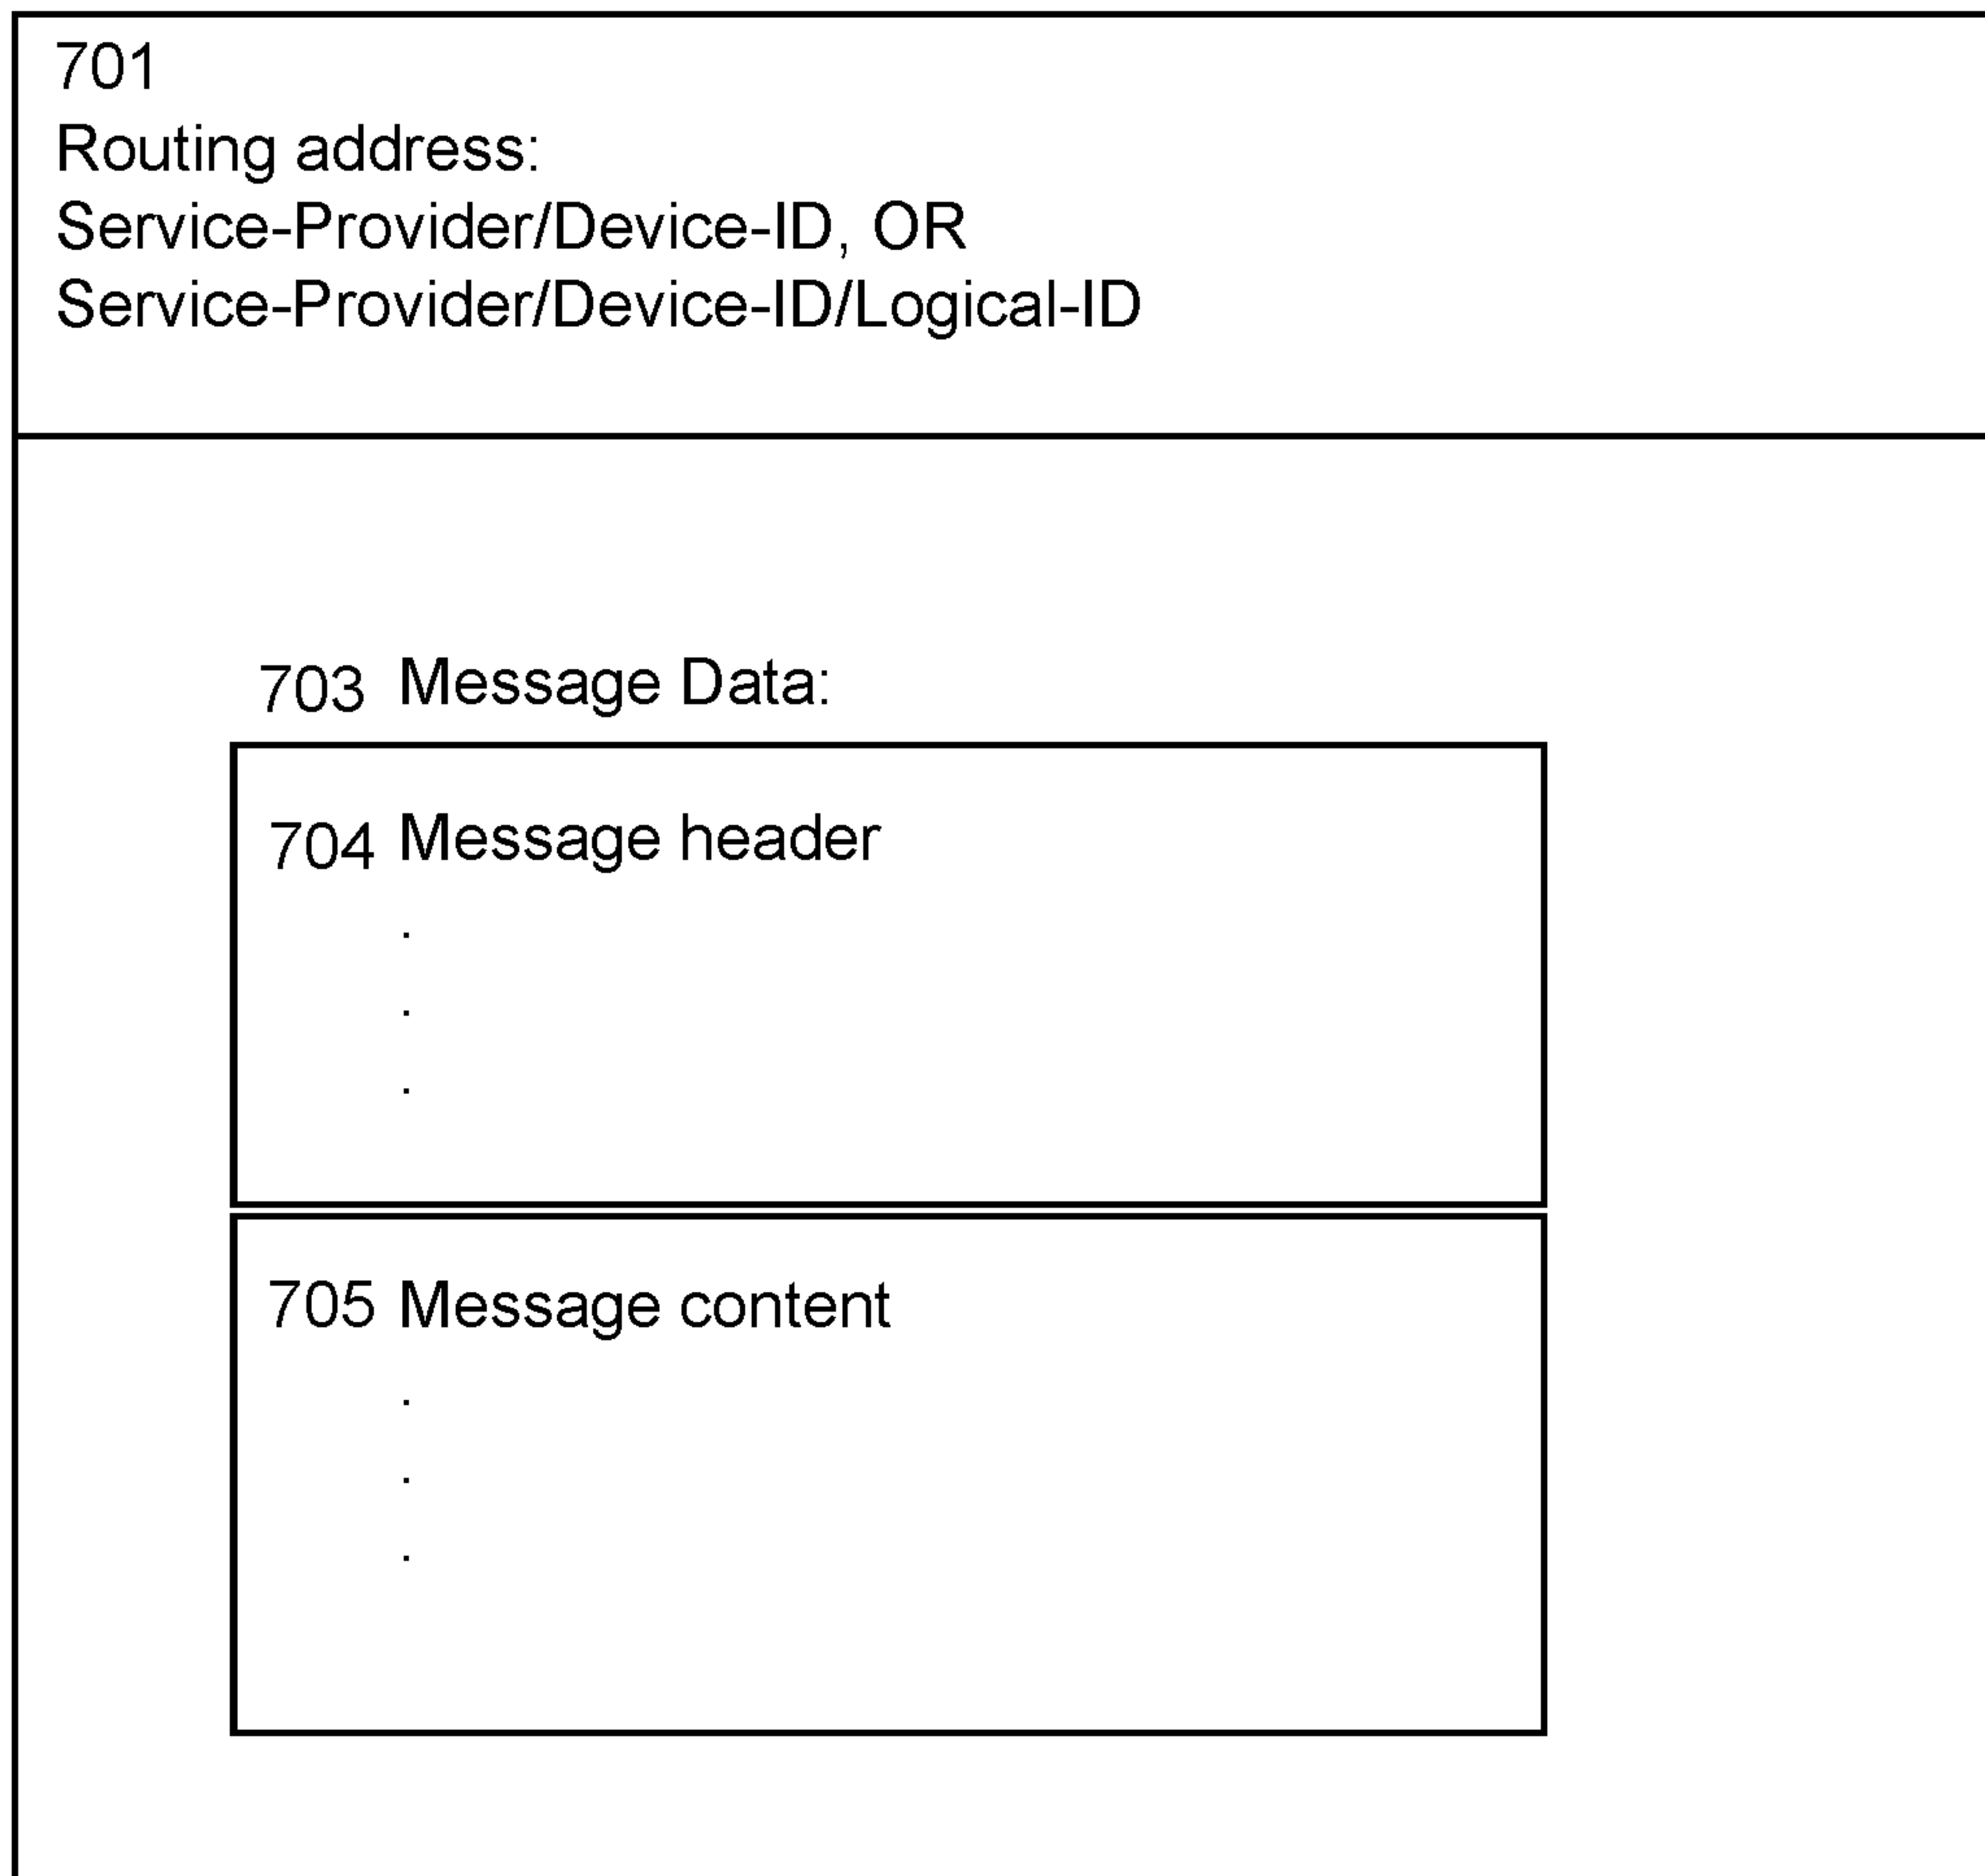 701
Routing address:
Service-Provider/Device-ID, OR
Service-Provider/Device-ID/Logical-ID
703 Message Data:
704 Message header
.
.
.
705 Message content
.
.
.